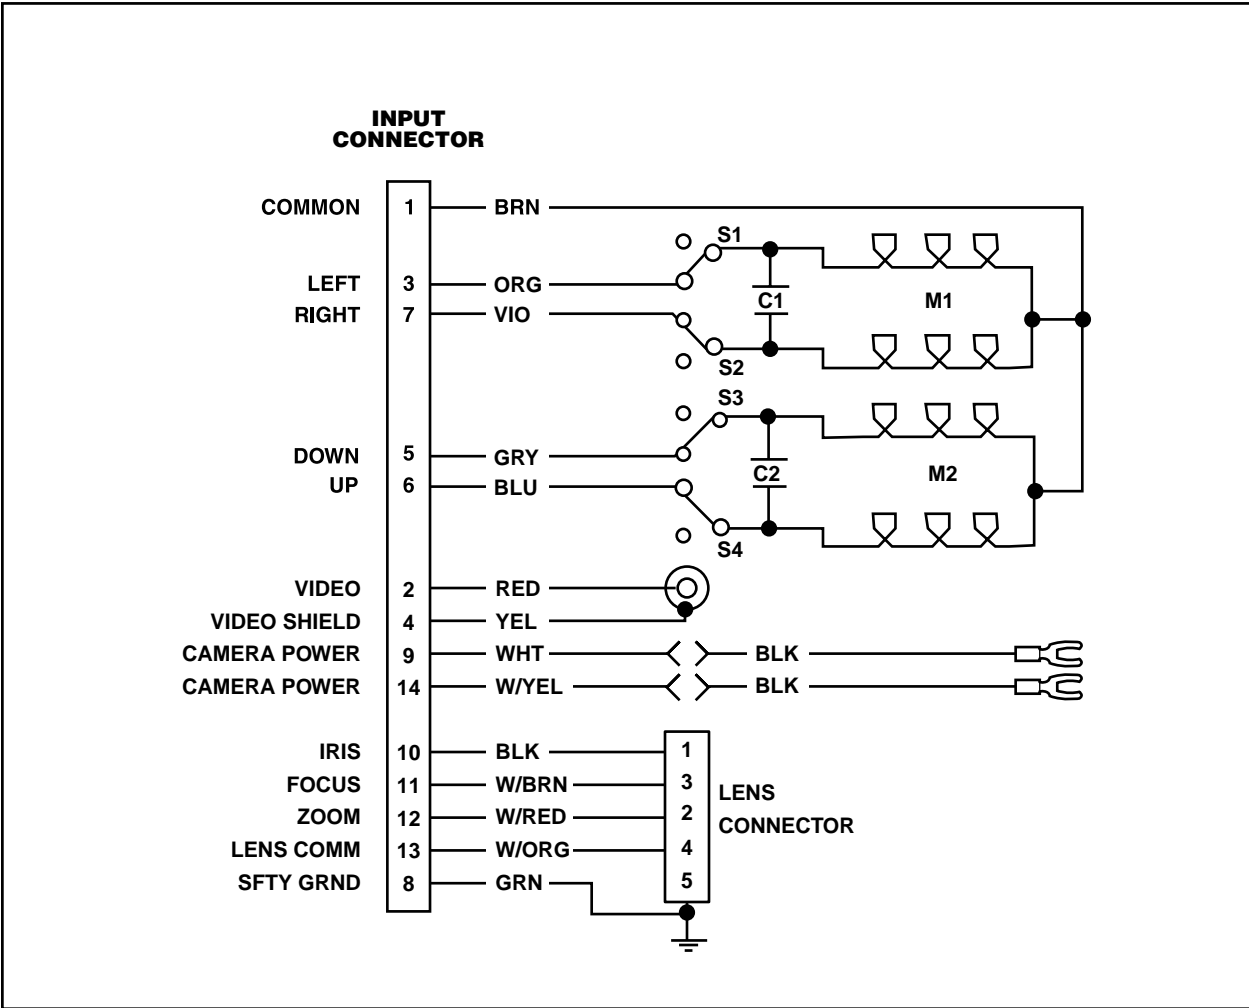 INPUT
CONNECTOR
COMMON 1 BRN
S1
LEFT 3 ORG
C1 M1
RIGHT 7 VIO
S2
S3
DOWN 5 GRY
C2 M2
UP 6 BLU
S4
VIDEO 2 RED
VIDEO SHIELD 4 YEL
CAMERA POWER 9 WHT BLK
CAMERA POWER 14 W/YEL BLK
IRIS 10 BLK 1
FOCUS 11 W/BRN 3
LENS
ZOOM 12 W/RED 2
CONNECTOR
LENS COMM 13 W/ORG 4
SFTY GRND 8 GRN 5